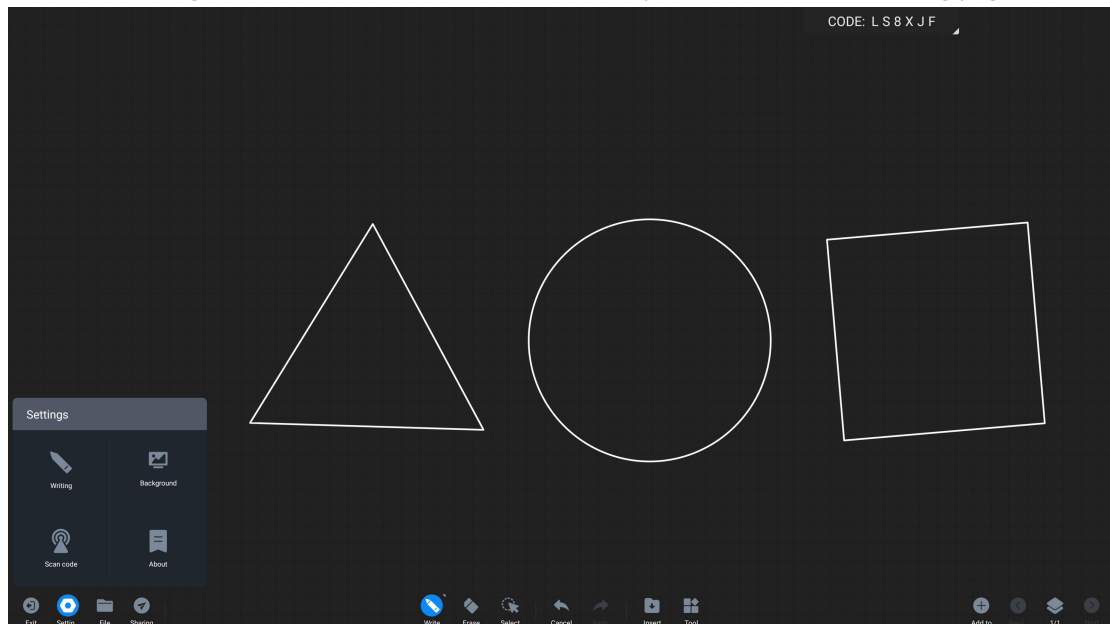 CODE: L S 8 X J F
Settings
Writing
Background
Scan code
About
Exit
Settin
File
Sharing
Write
Erase
Select
Cancel
Insert
Tool
Add to
1/1